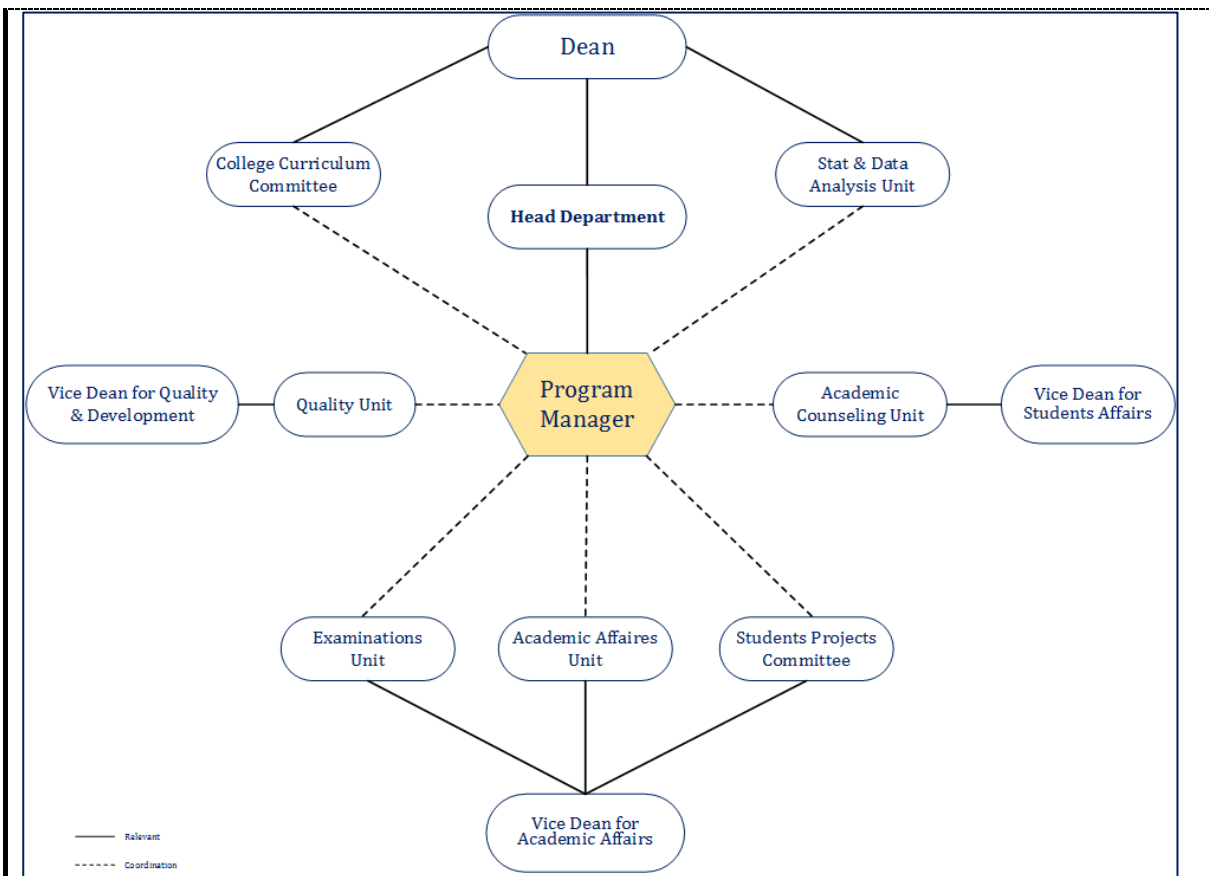 Dean
College Curriculum
Committee
Stat & Data
Analysis Unit
Head Department
Vice Dean for Quality
& Development
Quality Unit
Program
Manager
Academic
Counseling Unit
Vice Dean for
Students Affairs
Examinations
Unit
Academic Affaires
Unit
Students Projects
Committee
Vice Dean for
Academic Affairs
Relevant
Coordination